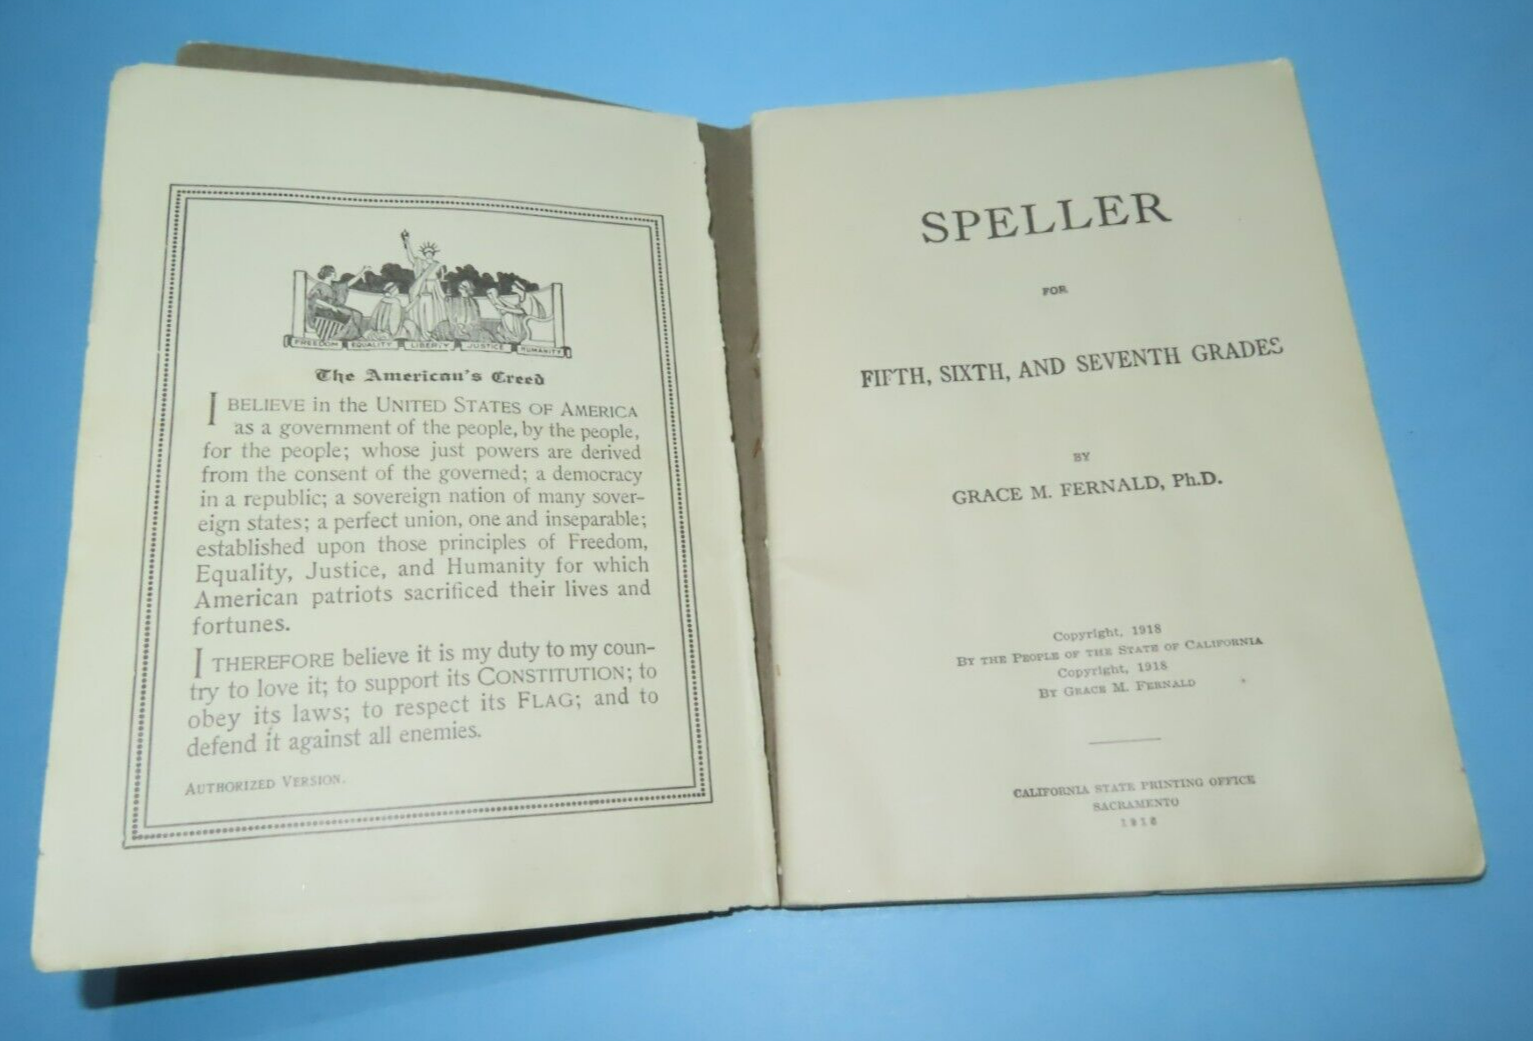 FREEDOM EQUALITY LIBERTY JUSTICE HUMANITY
The American's Creed
I BELIEVE in the UNITED STATES OF AMERICA
as a government of the people, by the people,
for the people; whose just powers are derived
from the consent of the governed; a democracy
in a republic; a sovereign nation of many sover-
eign states; a perfect union, one and inseparable;
established upon those principles of Freedom,
Equality, Justice, and Humanity for which
American patriots sacrificed their lives and
fortunes.
I THEREFORE believe it is my duty to my coun-
try to love it; to support its CONSTITUTION; to
obey its laws; to respect its FLAG; and to
defend it against all enemies.
AUTHORIZED VERSION.
SPELLER
FOR
FIFTH, SIXTH, AND SEVENTH GRADES
BY
GRACE M. FERNALD, Ph.D.
Copyright, 1918
BY THE PEOPLE OF THE STATE OF CALIFORNIA
Copyright, 1918
BY GRACE M. FERNALD
CALIFORNIA STATE PRINTING OFFICE
SACRAMENTO
1918